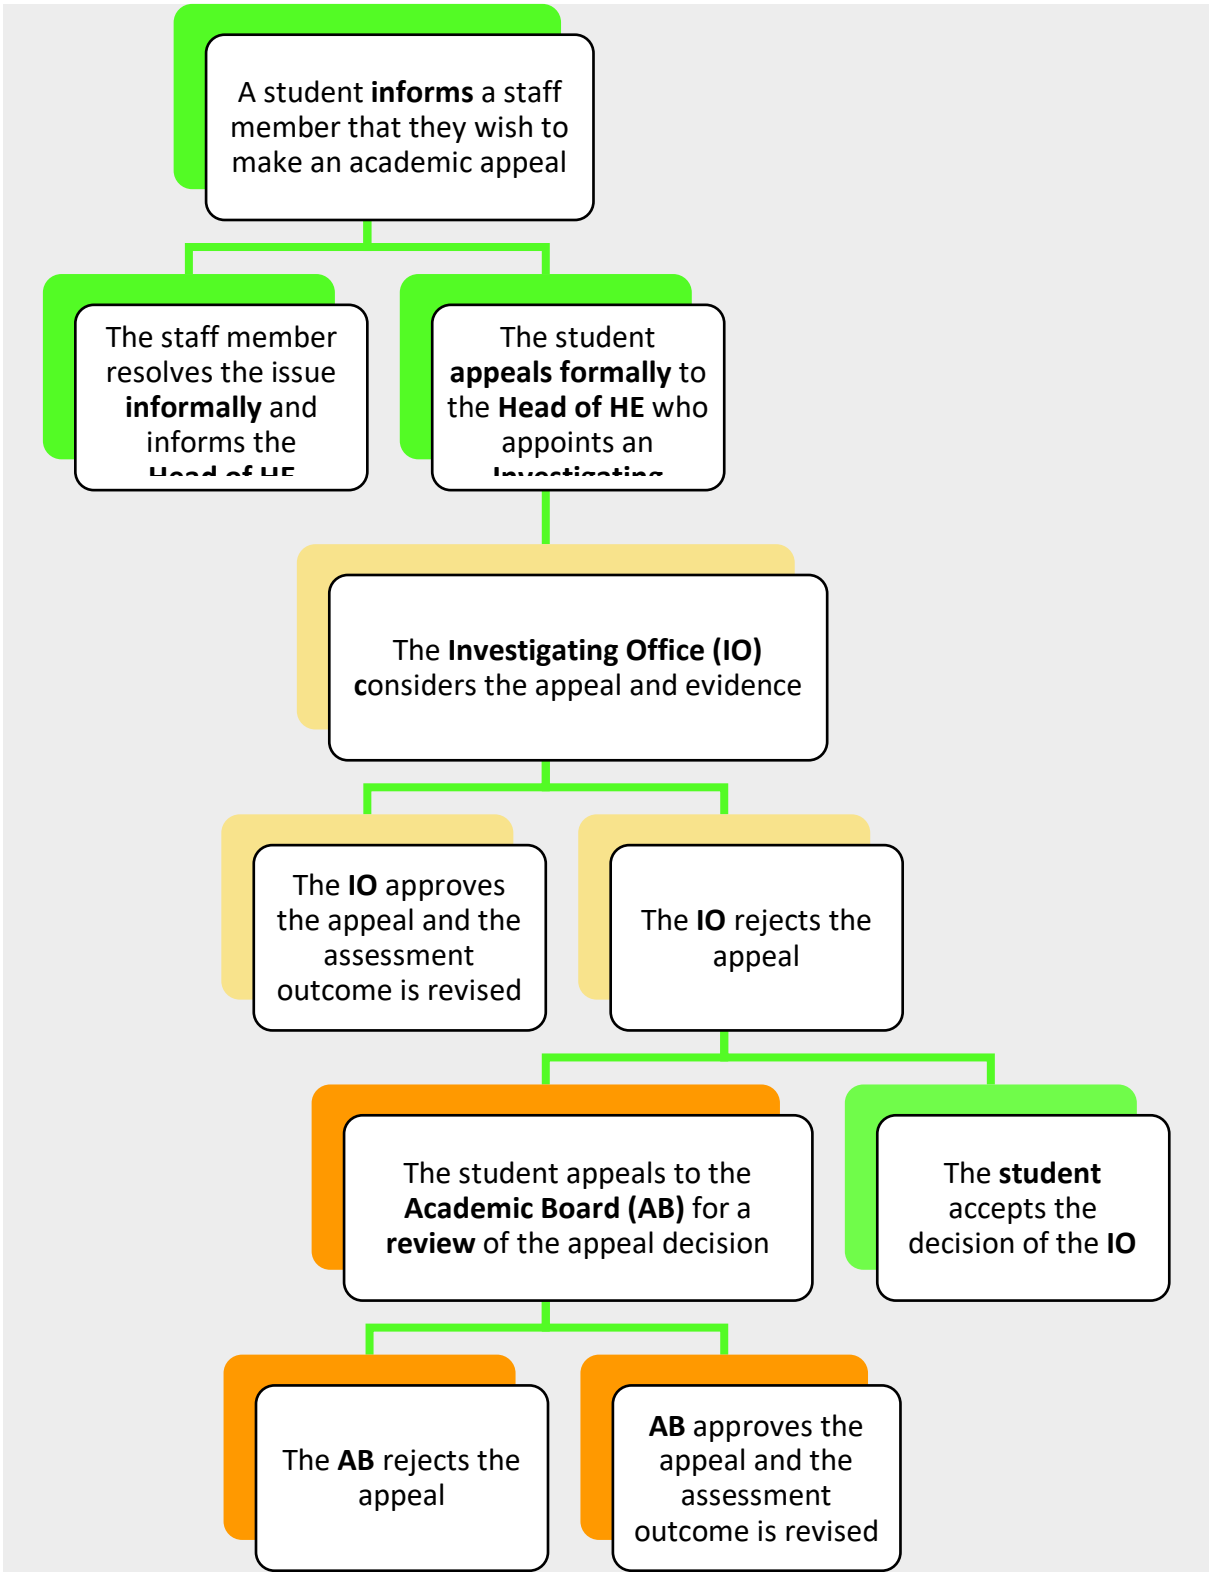 A student informs a staff
member that they wish to
make an academic appeal
The staff member
resolves the issue
informally and
informs the
Head of HE
The student
appeals formally to
the Head of HE who
appoints an
Investigating
The Investigating Office (IO)
considers the appeal and evidence
The IO approves
the appeal and the
assessment
outcome is revised
The IO rejects the
appeal
The student appeals to the
Academic Board (AB) for a
review of the appeal decision
The student
accepts the
decision of the IO
The AB rejects the
appeal
AB approves the
appeal and the
assessment
outcome is revised